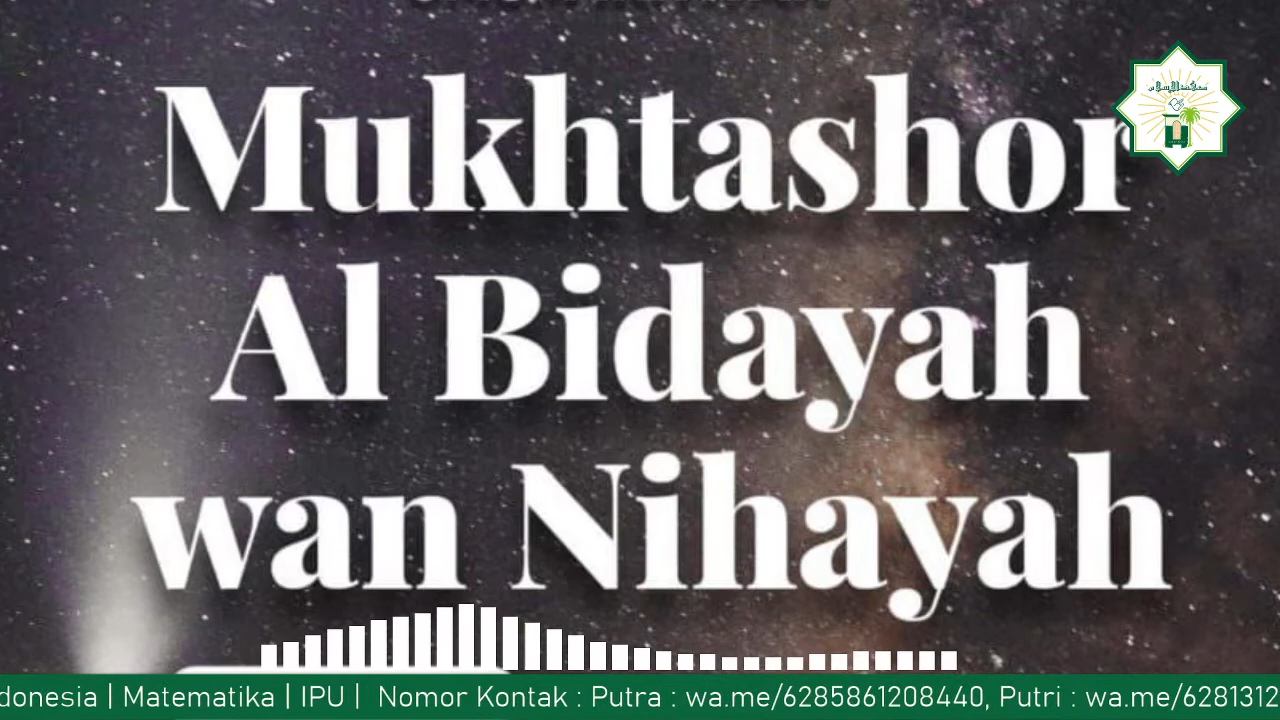 Mukhtashor
Al Bidayah
wan Nihayah
donesia | Matematika | IPU | Nomor Kontak : Putra : wa.me/6285861208440, Putri : wa.me/6281312